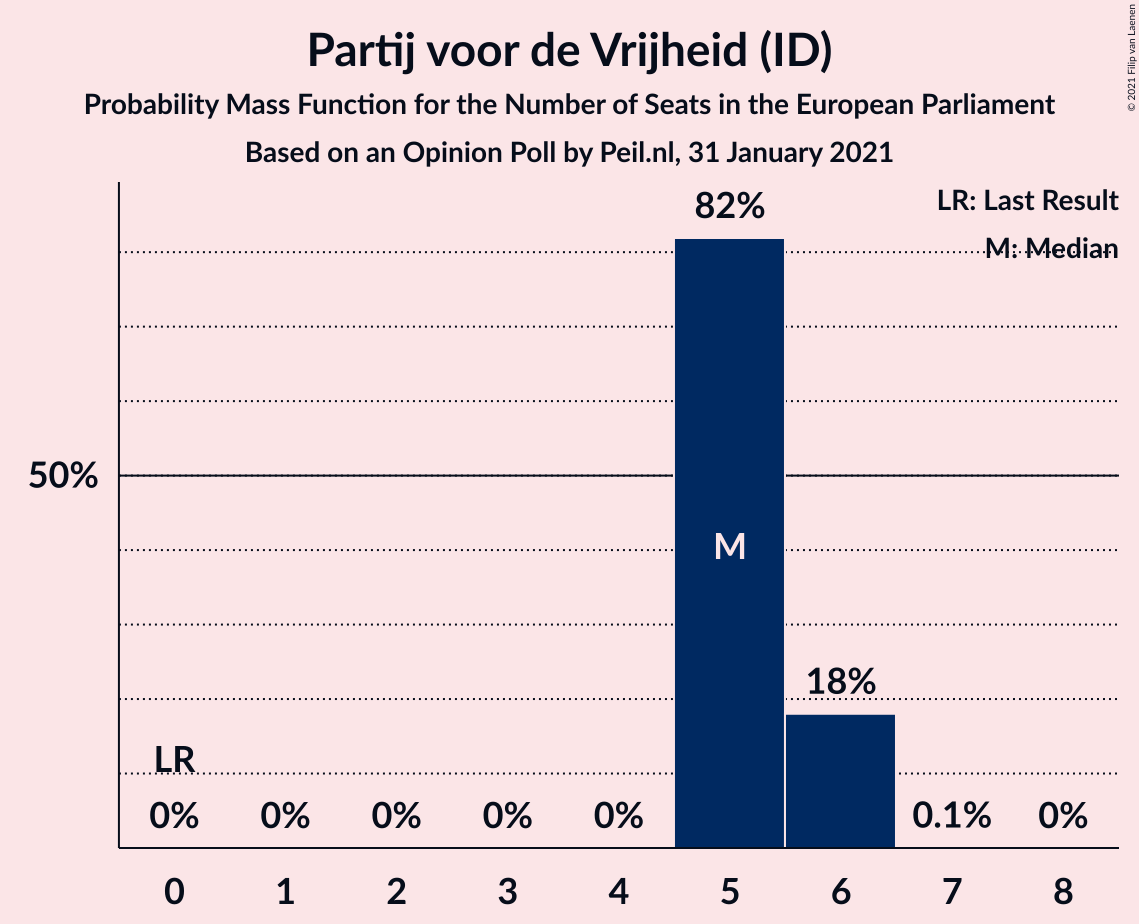 Partij voor de Vrijheid (ID)
Probability Mass Function for the Number of Seats in the European Parliament
Based on an Opinion Poll by Peil.nl, 31 January 2021
© 2021 Filip van Laenen
LR: Last Result
M: Median
82%
50%
M
18%
LR
0% 0% 0% 0% 0% 0.1% 0%
0 1 2 3 4 5 6 7 8